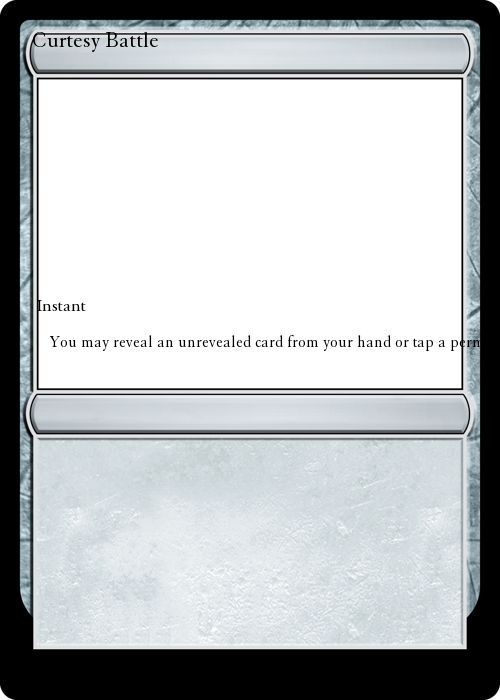 Curtesy Battle
Instant
You may reveal an unrevealed card from your hand or tap a perm